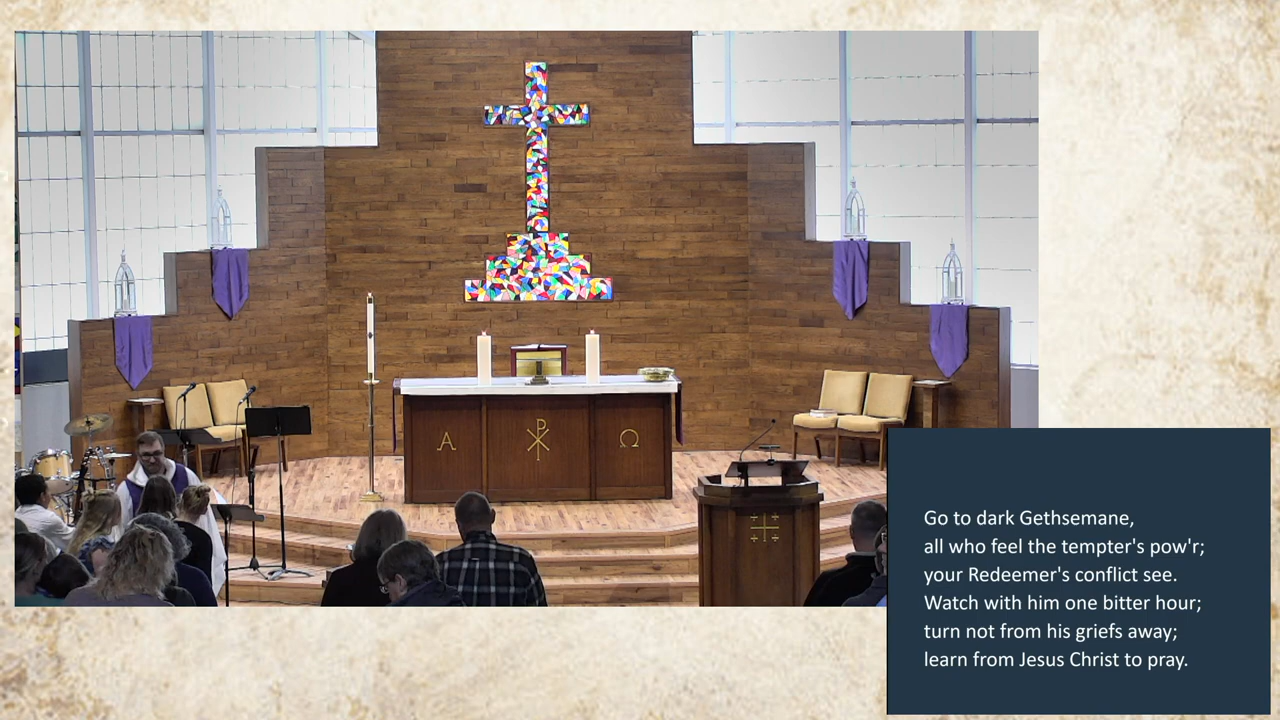 Α ☧ Ω
Go to dark Gethsemane,
all who feel the tempter's pow'r;
your Redeemer's conflict see.
Watch with him one bitter hour;
turn not from his griefs away;
learn from Jesus Christ to pray.